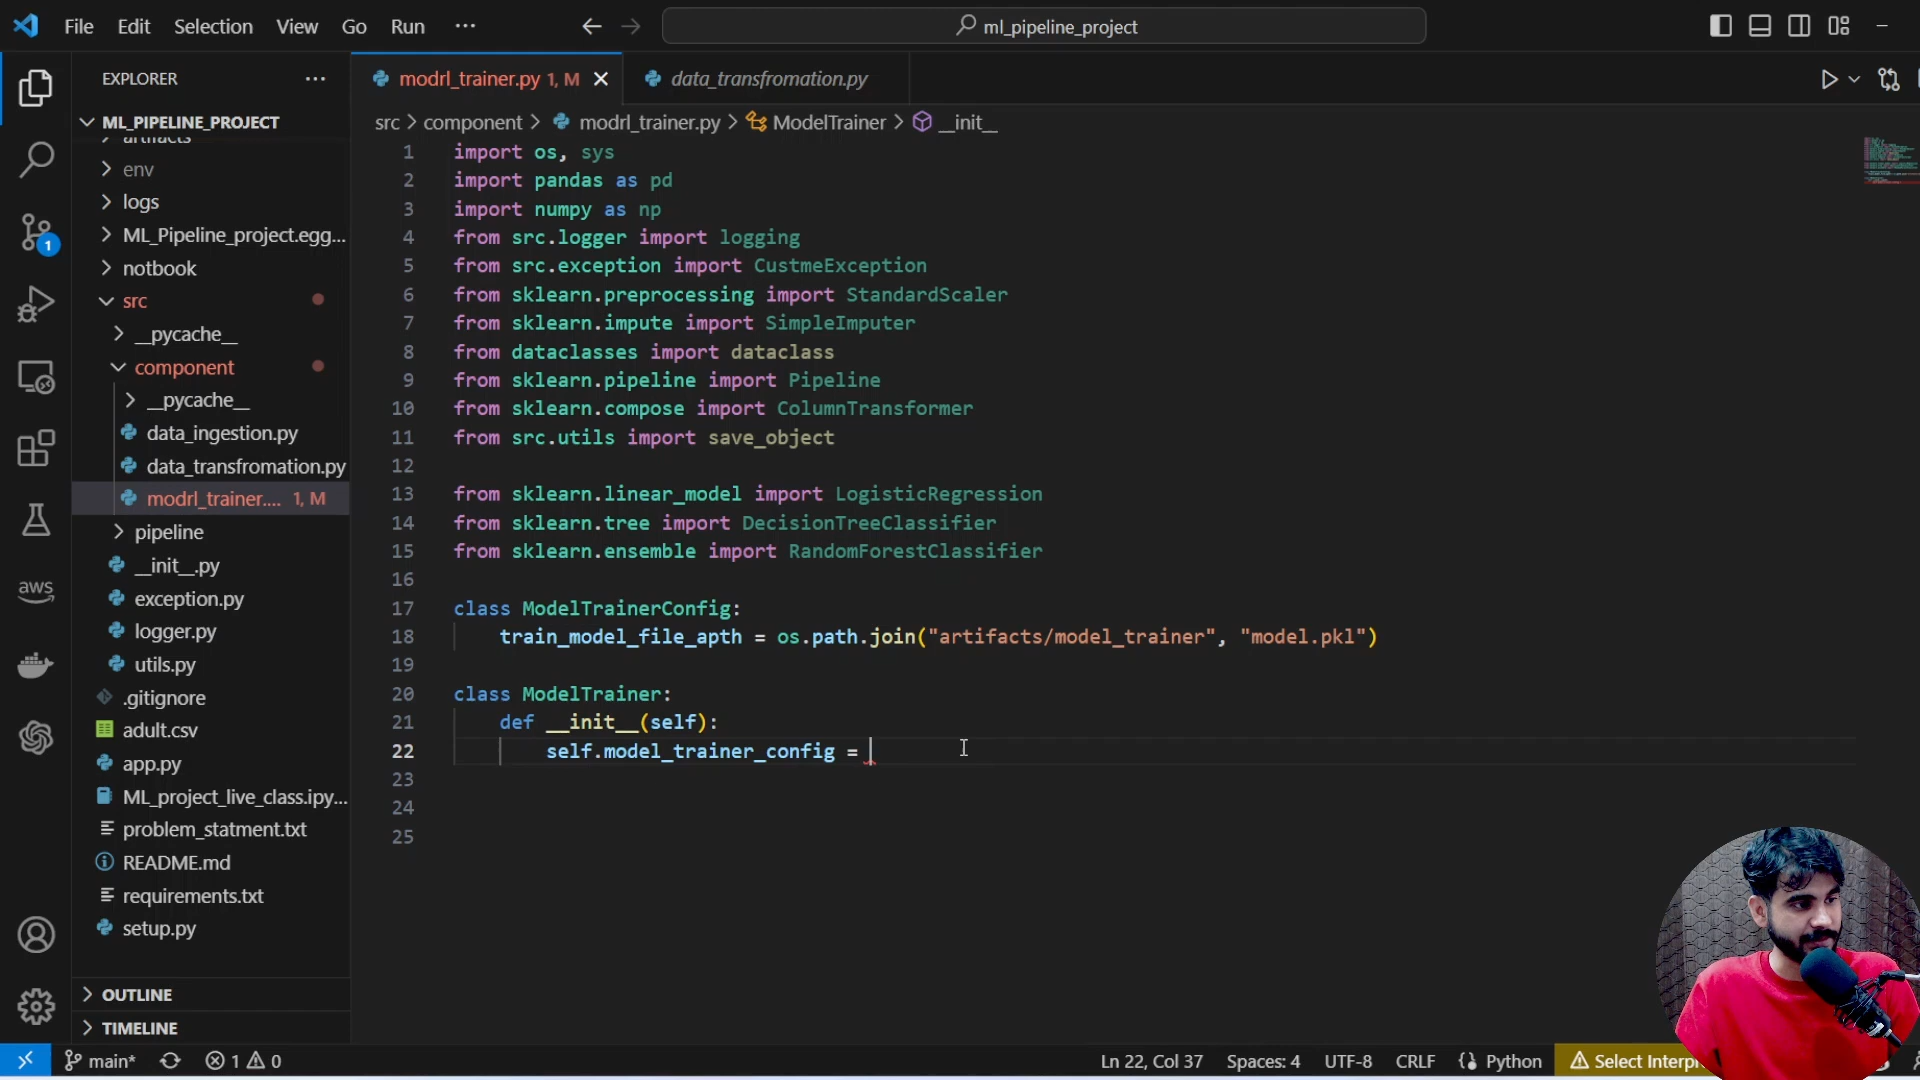 File Edit Selection View Go Run ···
ml_pipeline_project
EXPLORER ···
ML_PIPELINE_PROJECT
artifacts
env
logs
ML_Pipeline_project.egg...
notbook
src
__pycache__
component
__pycache__
data_ingestion.py
data_transfromation.py
modrl_trainer.... 1, M
pipeline
__init__.py
exception.py
logger.py
utils.py
.gitignore
adult.csv
app.py
ML_project_live_class.ipy...
problem_statment.txt
README.md
requirements.txt
setup.py
OUTLINE
TIMELINE
1
aws
modrl_trainer.py 1, M
data_transfromation.py
src > component > modrl_trainer.py > ModelTrainer > __init__
1 import os, sys
2 import pandas as pd
3 import numpy as np
4 from src.logger import logging
5 from src.exception import CustmeException
6 from sklearn.preprocessing import StandardScaler
7 from sklearn.impute import SimpleImputer
8 from dataclasses import dataclass
9 from sklearn.pipeline import Pipeline
10 from sklearn.compose import ColumnTransformer
11 from src.utils import save_object
12
13 from sklearn.linear_model import LogisticRegression
14 from sklearn.tree import DecisionTreeClassifier
15 from sklearn.ensemble import RandomForestClassifier
16
17 class ModelTrainerConfig:
18 train_model_file_apth = os.path.join("artifacts/model_trainer", "model.pkl")
19
20 class ModelTrainer:
21 def __init__(self):
22 self.model_trainer_config =
23
24
25
main* 1 0 Ln 22, Col 37 Spaces: 4 UTF-8 CRLF Python Select Interpr